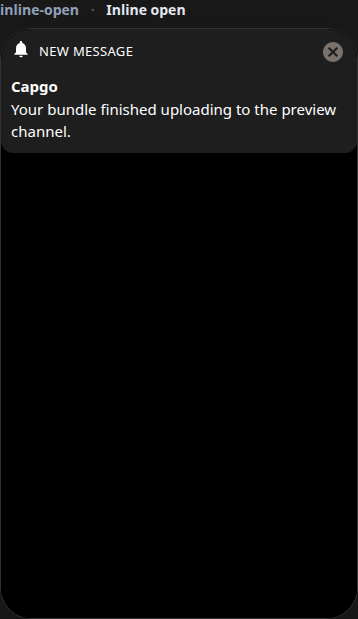 inline-open · Inline open
NEW MESSAGE
Capgo
Your bundle finished uploading to the preview
channel.